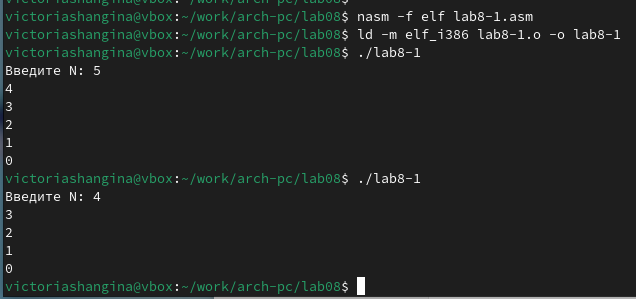 victoriashangina@vbox:~/work/arch-pc/lab08$ nasm -f elf lab8-1.asm
victoriashangina@vbox:~/work/arch-pc/lab08$ ld -m elf_i386 lab8-1.o -o lab8-1
victoriashangina@vbox:~/work/arch-pc/lab08$ ./lab8-1
Введите N: 5
4
3
2
1
0
victoriashangina@vbox:~/work/arch-pc/lab08$ ./lab8-1
Введите N: 4
3
2
1
0
victoriashangina@vbox:~/work/arch-pc/lab08$